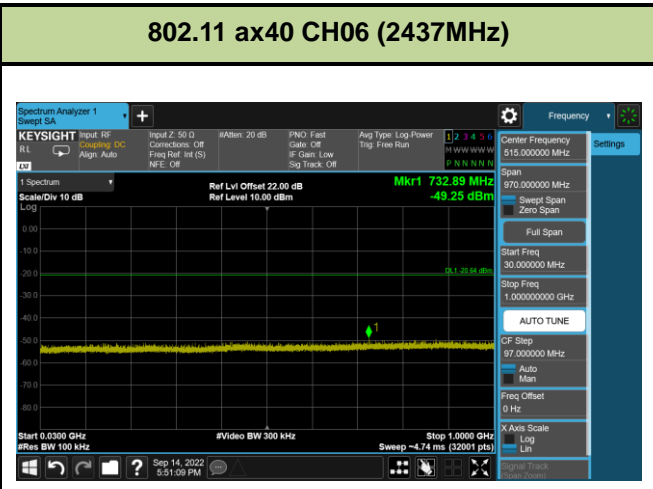 802.11 ax40 CH06 (2437MHz)
Spectrum Analyzer 1
Swept SA
+
Frequency
KEYSIGHT
RL
LXI
Input: RF
Coupling: DC
Align: Auto
Input Z: 50 Ω
Corrections: Off
Freq Ref: Int (S)
NFE: Off
#Atten: 20 dB
PNO: Fast
Gate: Off
IF Gain: Low
Sig Track: Off
Avg Type: Log-Power
Trig: Free Run
1 2 3 4 5 6
M W W W W W
P N N N N N
1 Spectrum
Scale/Div 10 dB
Log
Ref Lvl Offset 22.00 dB
Ref Level 10.00 dBm
Mkr1 732.89 MHz
-49.25 dBm
0.00
-10.0
-20.0
-30.0
-40.0
-50.0
-60.0
-70.0
-80.0
DL1 -20.64 dBm
1
Start 0.0300 GHz
#Res BW 100 kHz
#Video BW 300 kHz
Stop 1.0000 GHz
Sweep ~4.74 ms (32001 pts)
Center Frequency
515.000000 MHz
Span
970.000000 MHz
Swept Span
Zero Span
Full Span
Start Freq
30.000000 MHz
Stop Freq
1.000000000 GHz
AUTO TUNE
CF Step
97.000000 MHz
Auto
Man
Freq Offset
0 Hz
X Axis Scale
Log
Lin
Signal Track
(Span Zoom)
Settings
?
Sep 14, 2022
5:51:09 PM